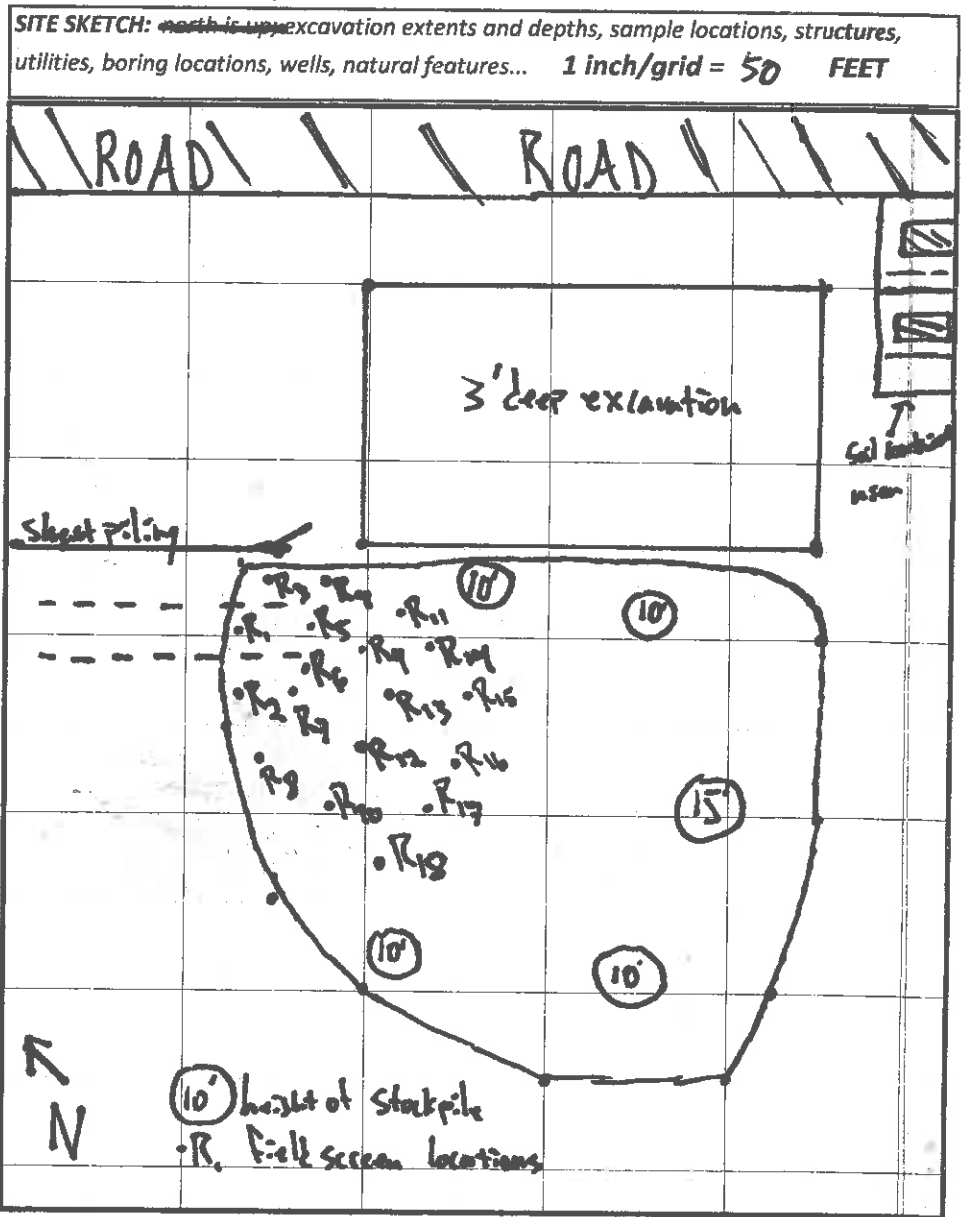 SITE SKETCH: north is up, excavation extents and depths, sample locations, structures,
utilities, boring locations, wells, natural features... 1 inch/grid = 50 FEET
ROAD ROAD
3' deep excavation
sheet piling
10'
10'
R3
R4
R11
R1
R5
R9
R14
R6
R2
R7
R13
R15
R8
R12
R16
R10
R17
15'
R18
10'
10'
N
10' height of stockpile
R, field screen locations